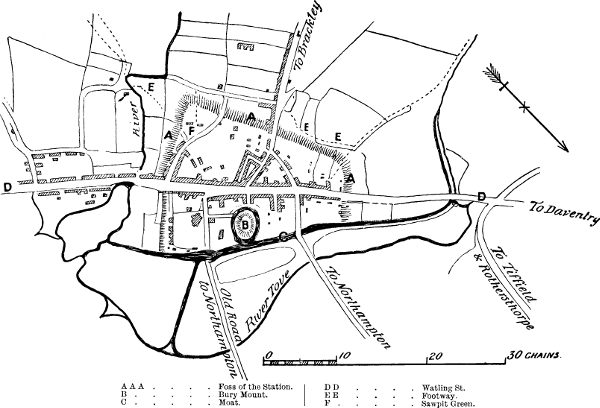 To Brackley
E
E
RIVER
A
F
A
E
E
A
D
D
To Daventry
B
C
To Tiffield
& Rothersthorpe
To Northampton
River Tove
Old Road
to Northampton
0 10 20 30 CHAINS.
A A A . . . . . Foss of the Station.
B . . . . . Bury Mount.
C . . . . . Moat.
D D . . . . Watling St.
E E . . . . Footway.
F . . . . Sawpit Green.